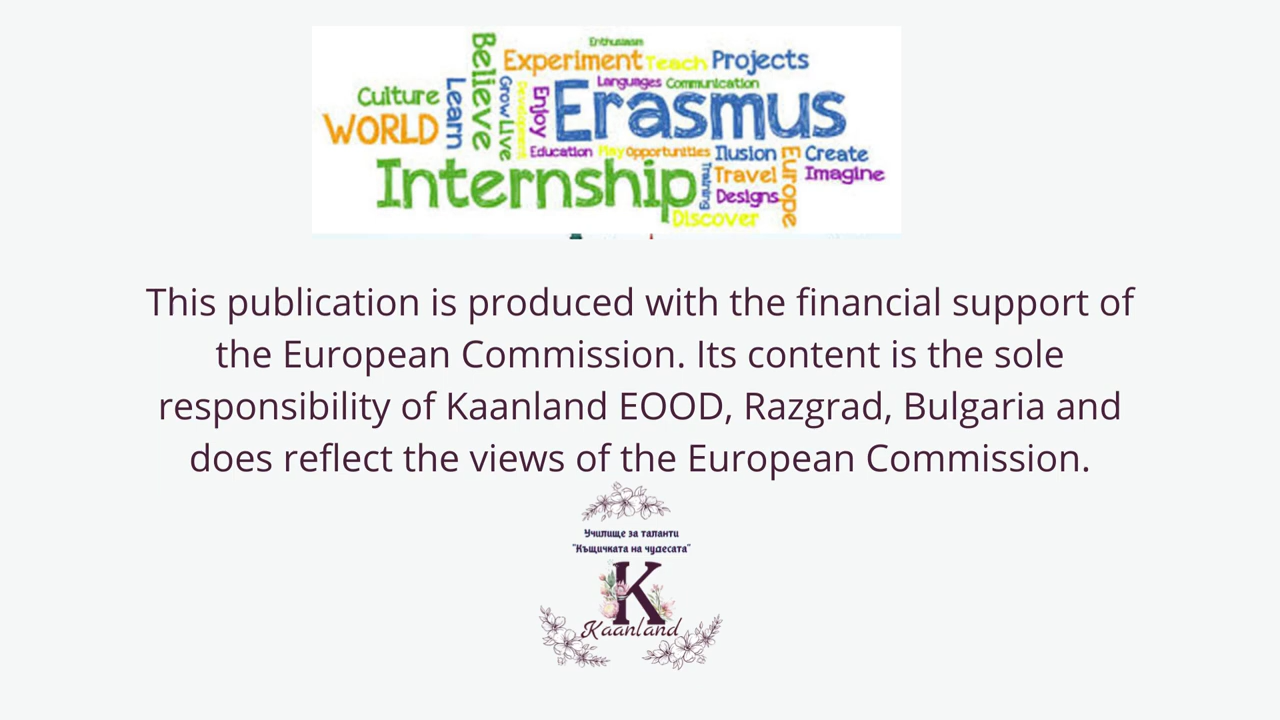 Enthusiasm
Believe
Experiment Teach Projects
Languages Communication
Culture
Learn
Grow
Live
Development
Enjoy
Erasmus
WORLD
Education Play Opportunities Ilusion
Europe
Create
Internship
Training
Travel
Imagine
Designs
Discover
This publication is produced with the financial support of
the European Commission. Its content is the sole
responsibility of Kaanland EOOD, Razgrad, Bulgaria and
does reflect the views of the European Commission.
Училище за таланти
"Къщичката на чудесата"
K
Kaanland